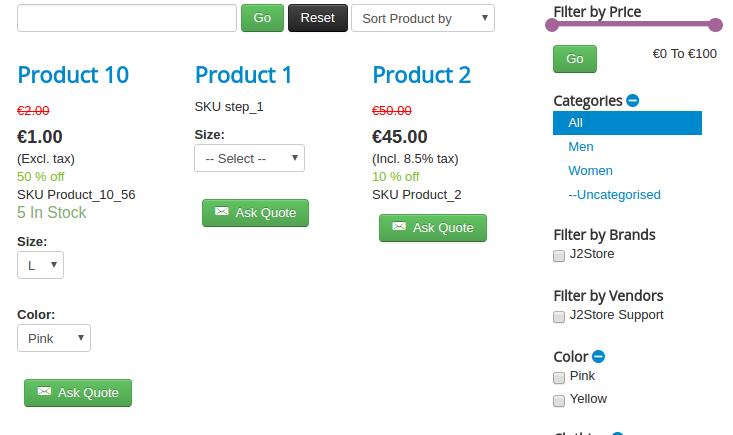 Go
Reset
Sort Product by
Product 10
€2.00
€1.00
(Excl. tax)
50 % off
SKU Product_10_56
5 In Stock
Size:
L
Color:
Pink
Ask Quote
Product 1
SKU step_1
Size:
-- Select --
Ask Quote
Product 2
€50.00
€45.00
(Incl. 8.5% tax)
10 % off
SKU Product_2
Ask Quote
Filter by Price
Go
€0 To €100
Categories
All
Men
Women
--Uncategorised
Filter by Brands
J2Store
Filter by Vendors
J2Store Support
Color
Pink
Yellow